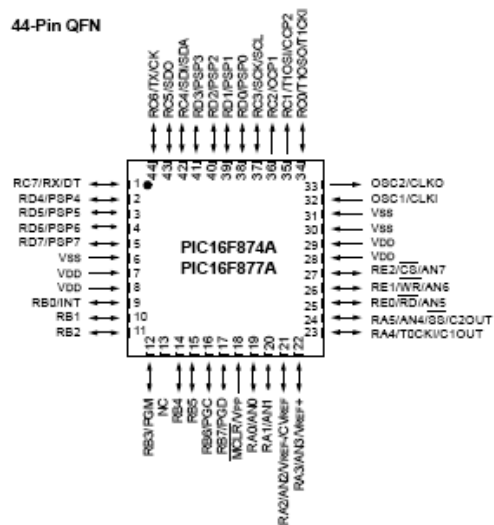 44-Pin QFN
RC6/TX/CK
RC5/SDO
RC4/SDI/SDA
RD3/PSP3
RD2/PSP2
RD1/PSP1
RD0/PSP0
RC3/SCK/SCL
RC2/CCP1
RC1/T1OSI/CCP2
RC0/T1OSO/T1CKI
44
43
42
41
40
39
38
37
36
35
34
RC7/RX/DT 1
RD4/PSP4 2
RD5/PSP5 3
RD6/PSP6 4
RD7/PSP7 5
VSS 6
VDD 7
VDD 8
RB0/INT 9
RB1 10
RB2 11
PIC16F874A
PIC16F877A
33 OSC2/CLKO
32 OSC1/CLKI
31 VSS
30 VSS
29 VDD
28 VDD
27 RE2/CS/AN7
26 RE1/WR/AN6
25 RE0/RD/AN5
24 RA5/AN4/SS/C2OUT
23 RA4/T0CKI/C1OUT
12
13
14
15
16
17
18
19
20
21
22
RB3/PGM
NC
RB4
RB5
RB6/PGC
RB7/PGD
MCLR/VPP
RA0/AN0
RA1/AN1
RA2/AN2/VREF-/CVREF
RA3/AN3/VREF+